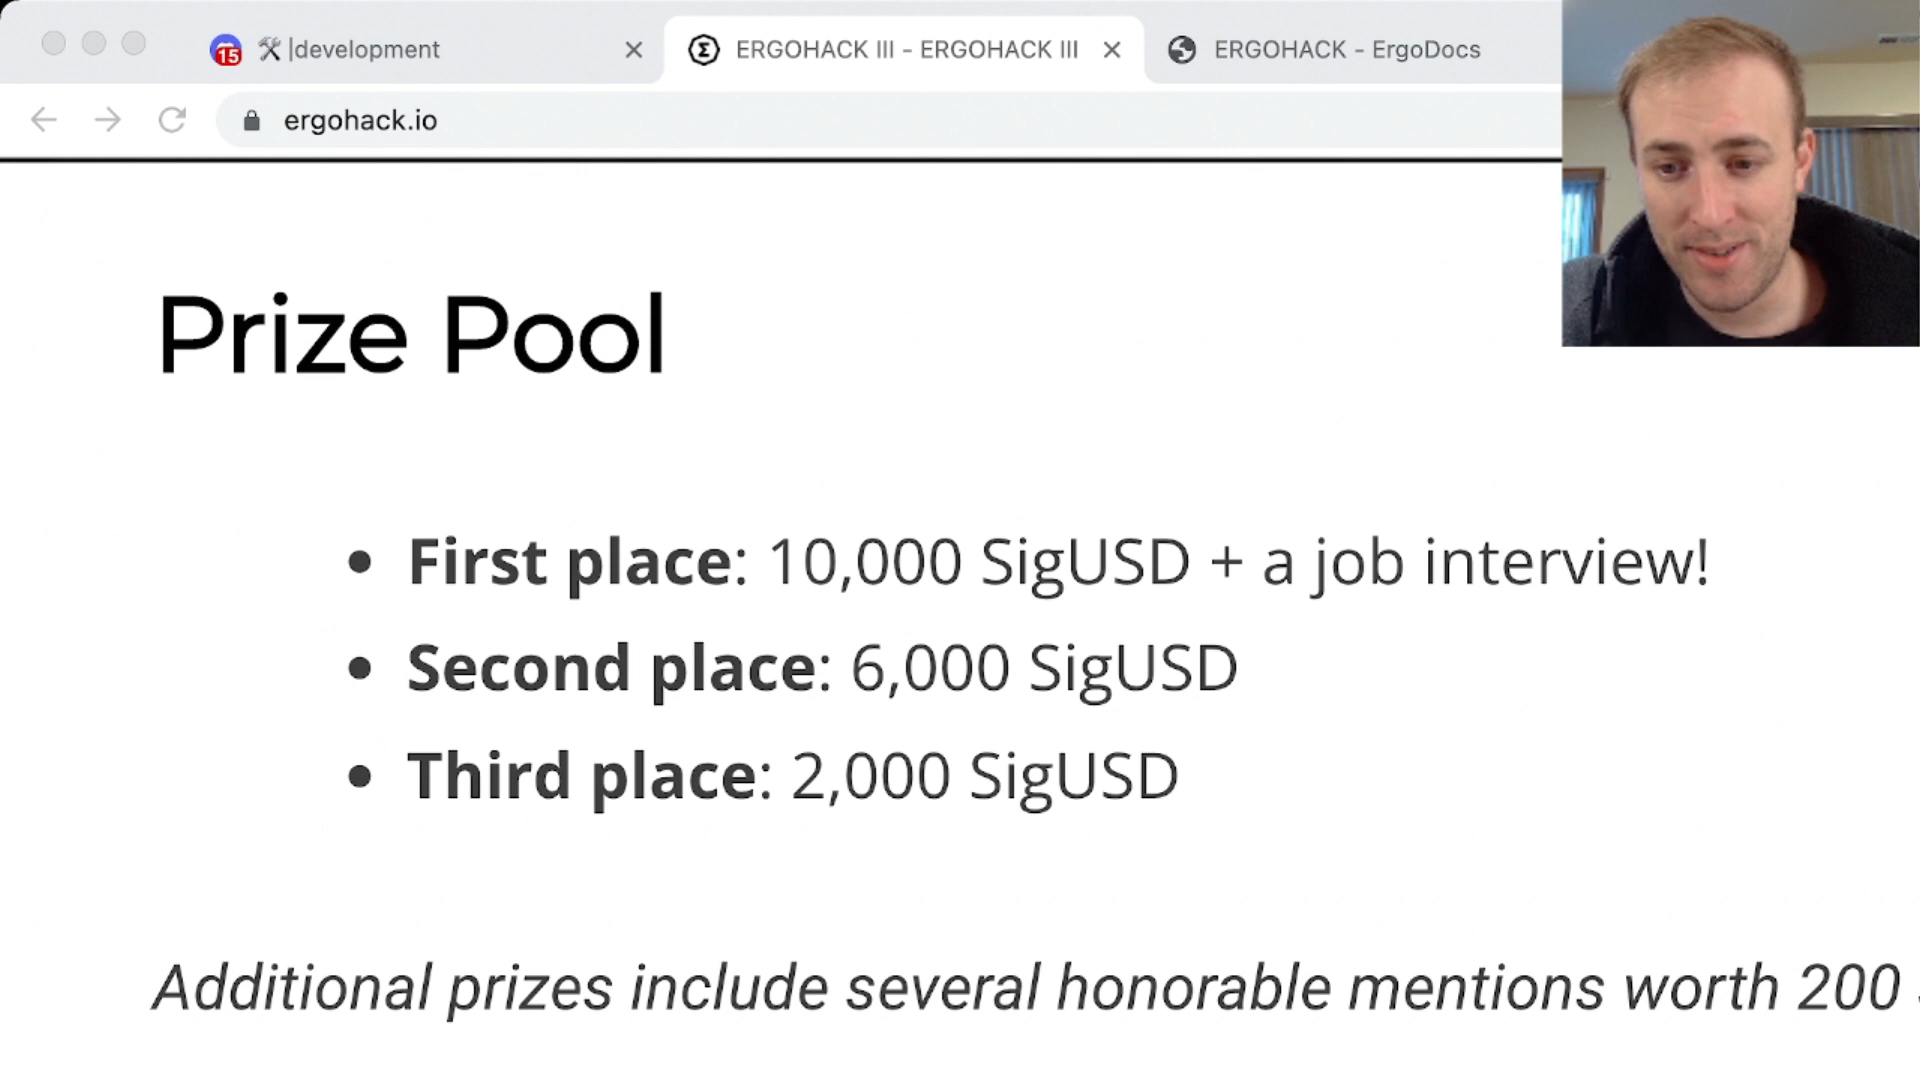 15 |development
ERGOHACK III - ERGOHACK III
ERGOHACK - ErgoDocs
ergohack.io
Prize Pool
• First place: 10,000 SigUSD + a job interview!
• Second place: 6,000 SigUSD
• Third place: 2,000 SigUSD
Additional prizes include several honorable mentions worth 200